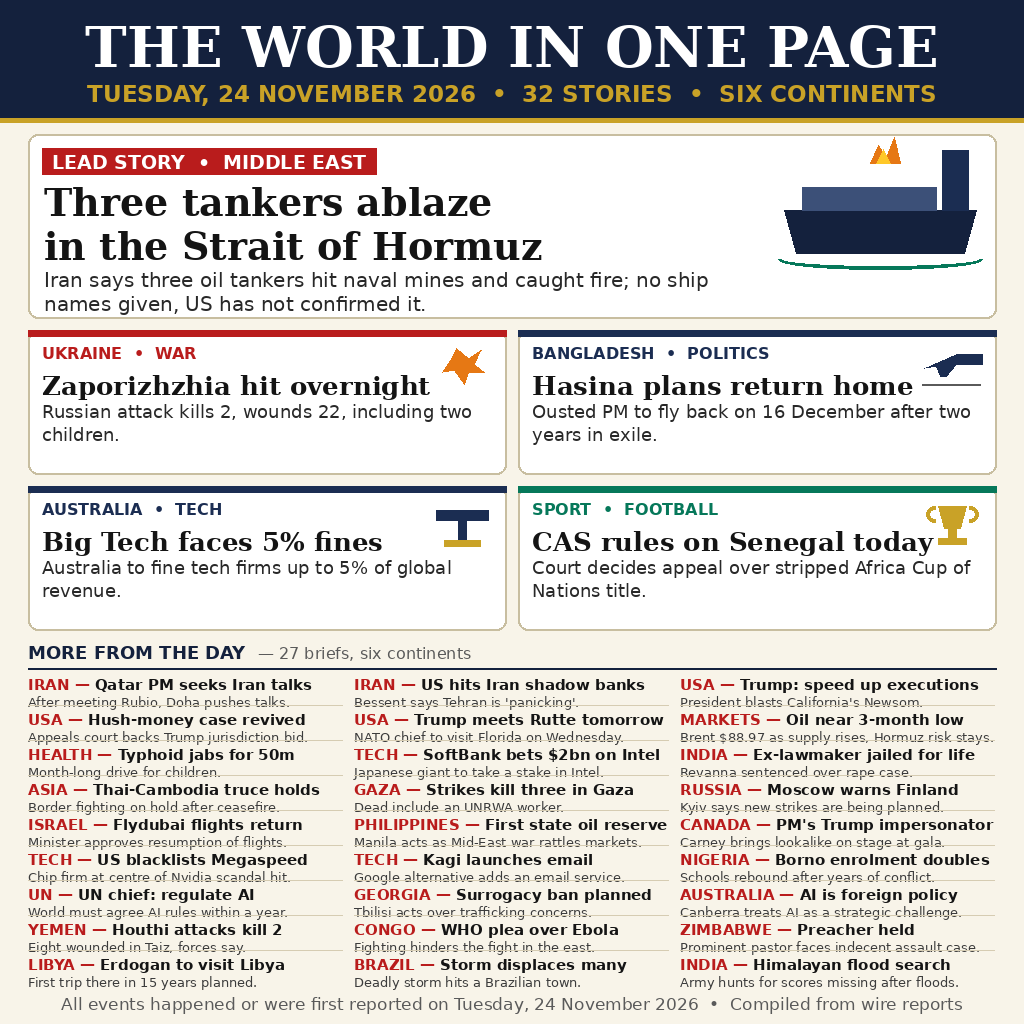 THE WORLD IN ONE PAGE
TUESDAY, 24 NOVEMBER 2026 • 32 STORIES • SIX CONTINENTS
LEAD STORY • MIDDLE EAST
Three tankers ablaze
in the Strait of Hormuz
Iran says three oil tankers hit naval mines and caught fire; no ship
names given, US has not confirmed it.
UKRAINE • WAR
Zaporizhzhia hit overnight
Russian attack kills 2, wounds 22, including two
children.
BANGLADESH • POLITICS
Hasina plans return home
Ousted PM to fly back on 16 December after two
years in exile.
AUSTRALIA • TECH
Big Tech faces 5% fines
Australia to fine tech firms up to 5% of global
revenue.
SPORT • FOOTBALL
CAS rules on Senegal today
Court decides appeal over stripped Africa Cup of
Nations title.
MORE FROM THE DAY — 27 briefs, six continents
IRAN — Qatar PM seeks Iran talks
After meeting Rubio, Doha pushes talks.
IRAN — US hits Iran shadow banks
Bessent says Tehran is 'panicking'.
USA — Trump: speed up executions
President blasts California's Newsom.
USA — Hush-money case revived
Appeals court backs Trump jurisdiction bid.
USA — Trump meets Rutte tomorrow
NATO chief to visit Florida on Wednesday.
MARKETS — Oil near 3-month low
Brent $88.97 as supply rises, Hormuz risk stays.
HEALTH — Typhoid jabs for 50m
Month-long drive for children.
TECH — SoftBank bets $2bn on Intel
Japanese giant to take a stake in Intel.
INDIA — Ex-lawmaker jailed for life
Revanna sentenced over rape case.
ASIA — Thai-Cambodia truce holds
Border fighting on hold after ceasefire.
GAZA — Strikes kill three in Gaza
Dead include an UNRWA worker.
RUSSIA — Moscow warns Finland
Kyiv says new strikes are being planned.
ISRAEL — Flydubai flights return
Minister approves resumption of flights.
PHILIPPINES — First state oil reserve
Manila acts as Mid-East war rattles markets.
CANADA — PM's Trump impersonator
Carney brings lookalike on stage at gala.
TECH — US blacklists Megaspeed
Chip firm at centre of Nvidia scandal hit.
TECH — Kagi launches email
Google alternative adds an email service.
NIGERIA — Borno enrolment doubles
Schools rebound after years of conflict.
UN — UN chief: regulate AI
World must agree AI rules within a year.
GEORGIA — Surrogacy ban planned
Tbilisi acts over trafficking concerns.
AUSTRALIA — AI is foreign policy
Canberra treats AI as a strategic challenge.
YEMEN — Houthi attacks kill 2
Eight wounded in Taiz, forces say.
CONGO — WHO plea over Ebola
Fighting hinders the fight in the east.
ZIMBABWE — Preacher held
Prominent pastor faces indecent assault case.
LIBYA — Erdogan to visit Libya
First trip there in 15 years planned.
BRAZIL — Storm displaces many
Deadly storm hits a Brazilian town.
INDIA — Himalayan flood search
Army hunts for scores missing after floods.
All events happened or were first reported on Tuesday, 24 November 2026 • Compiled from wire reports